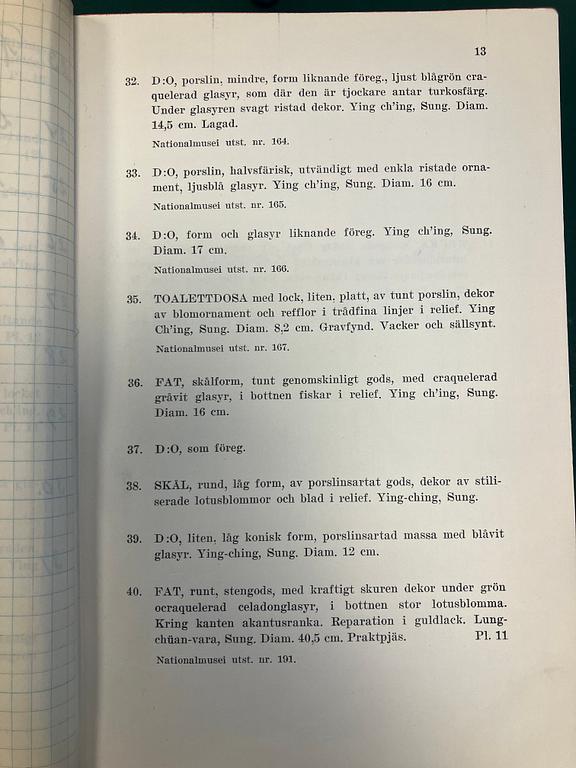 13
32. D:O, porslin, mindre, form liknande föreg., ljust blågrön cra-
quelerad glasyr, som där den är tjockare antar turkosfärg.
Under glasyren svagt ristad dekor. Ying ch'ing, Sung. Diam.
14,5 cm. Lagad.
Nationalmusei utst. nr. 164.
33. D:O, porslin, halvsfärisk, utvändigt med enkla ristade orna-
ment, ljusblå glasyr. Ying ch'ing, Sung. Diam. 16 cm.
Nationalmusei utst. nr. 165.
34. D:O, form och glasyr liknande föreg. Ying ch'ing, Sung.
Diam. 17 cm.
Nationalmusei utst. nr. 166.
35. TOALETTDOSA med lock, liten, platt, av tunt porslin, dekor
av blomornament och refflor i trådfina linjer i relief. Ying
Ch'ing, Sung. Diam. 8,2 cm. Gravfynd. Vacker och sällsynt.
Nationalmusei utst. nr. 167.
36. FAT, skålform, tunt genomskinligt gods, med craquelerad
gråvit glasyr, i bottnen fiskar i relief. Ying ch'ing, Sung.
Diam. 16 cm.
37. D:O, som föreg.
38. SKÅL, rund, låg form, av porslinsartat gods, dekor av stili-
serade lotusblommor och blad i relief. Ying-ching, Sung.
39. D:O, liten, låg konisk form, porslinsartad massa med blåvit
glasyr. Ying-ching, Sung. Diam. 12 cm.
40. FAT, runt, stengods, med kraftigt skuren dekor under grön
ocraquelerad celadonglasyr, i bottnen stor lotusblomma.
Kring kanten akantusranka. Reparation i guldlack. Lung-
chüan-vara, Sung. Diam. 40,5 cm. Praktpjäs. Pl. 11
Nationalmusei utst. nr. 191.